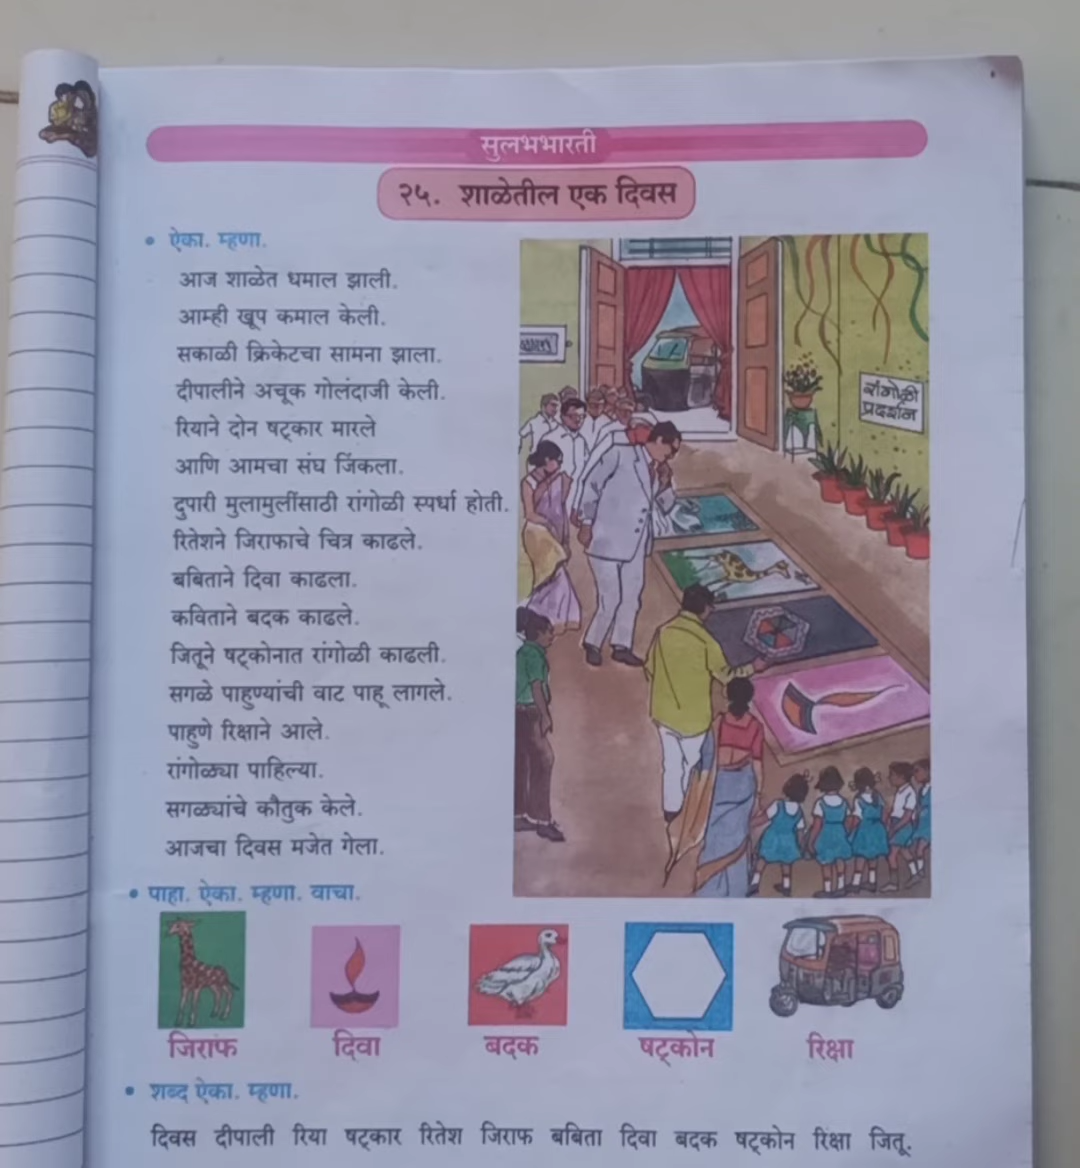 सुलभभारती
२५. शाळेतील एक दिवस
• ऐका. म्हणा.
आज शाळेत धमाल झाली.
आम्ही खूप कमाल केली.
सकाळी क्रिकेटचा सामना झाला.
दीपालीने अचूक गोलंदाजी केली.
रियाने दोन षट्कार मारले
आणि आमचा संघ जिंकला.
दुपारी मुलामुलींसाठी रांगोळी स्पर्धा होती.
रितेशने जिराफाचे चित्र काढले.
बबिताने दिवा काढला.
कविताने बदक काढले.
जितूने षट्कोनात रांगोळी काढली.
सगळे पाहुण्यांची वाट पाहू लागले.
पाहुणे रिक्षाने आले.
रांगोळ्या पाहिल्या.
सगळ्यांचे कौतुक केले.
आजचा दिवस मजेत गेला.
रांगोळी
प्रदर्शन
• पाहा. ऐका. म्हणा. वाचा.
जिराफ दिवा बदक षट्कोन रिक्षा
• शब्द ऐका. म्हणा.
दिवस दीपाली रिया षट्कार रितेश जिराफ बबिता दिवा बदक षट्कोन रिक्षा जितू.